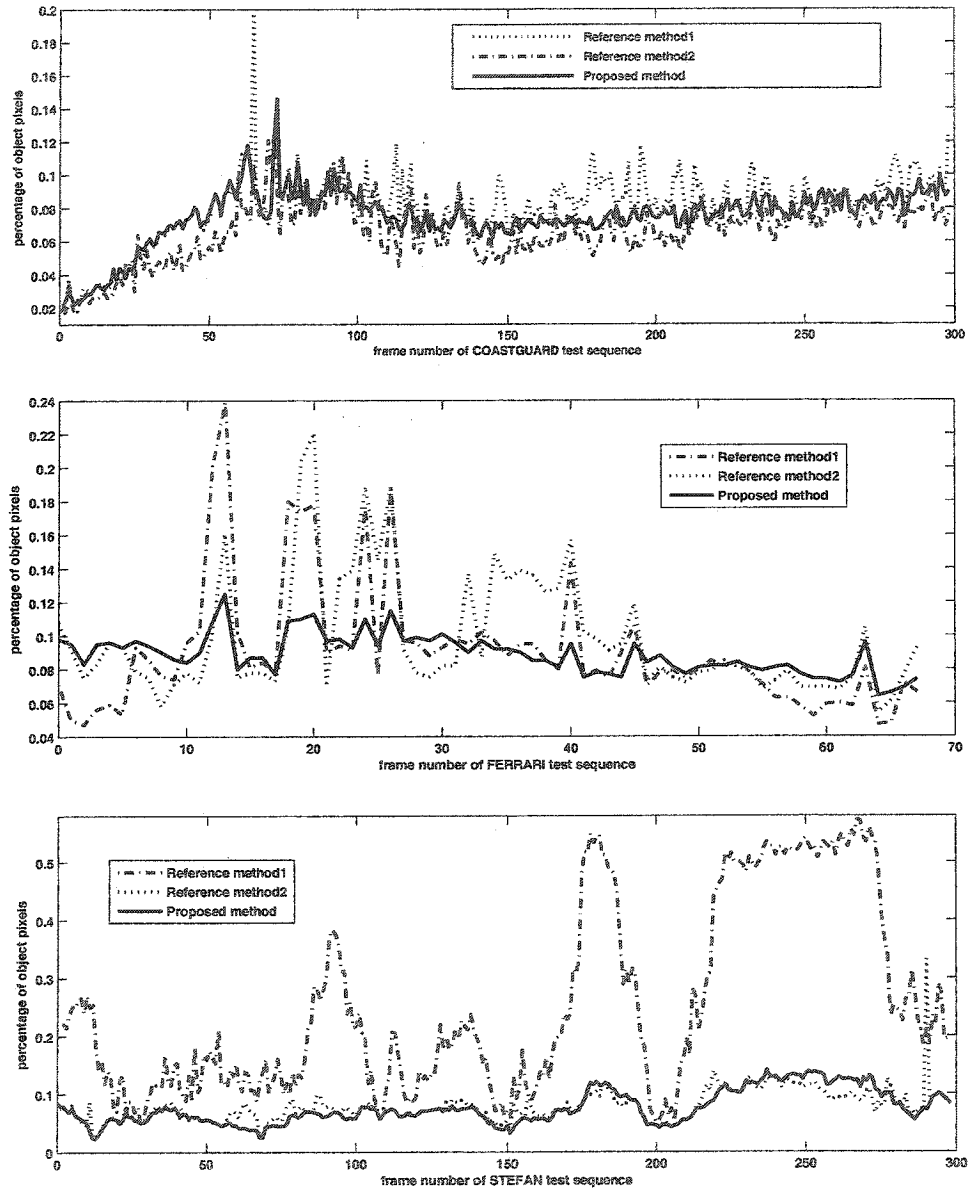 0.2
0.18
0.16
0.14
0.12
0.1
0.08
0.06
0.04
0.02
percentage of object pixels
Reference method1
Reference method2
Proposed method
0 50 100 150 200 250 300
frame number of COASTGUARD test sequence
0.24
0.22
0.2
0.18
0.16
0.14
0.12
0.1
0.08
0.06
0.04
percentage of object pixels
Reference method1
Reference method2
Proposed method
0 10 20 30 40 50 60 70
frame number of FERRARI test sequence
0.5
0.4
0.3
0.2
0.1
0
percentage of object pixels
Reference method1
Reference method2
Proposed method
0 50 100 150 200 250 300
frame number of STEFAN test sequence